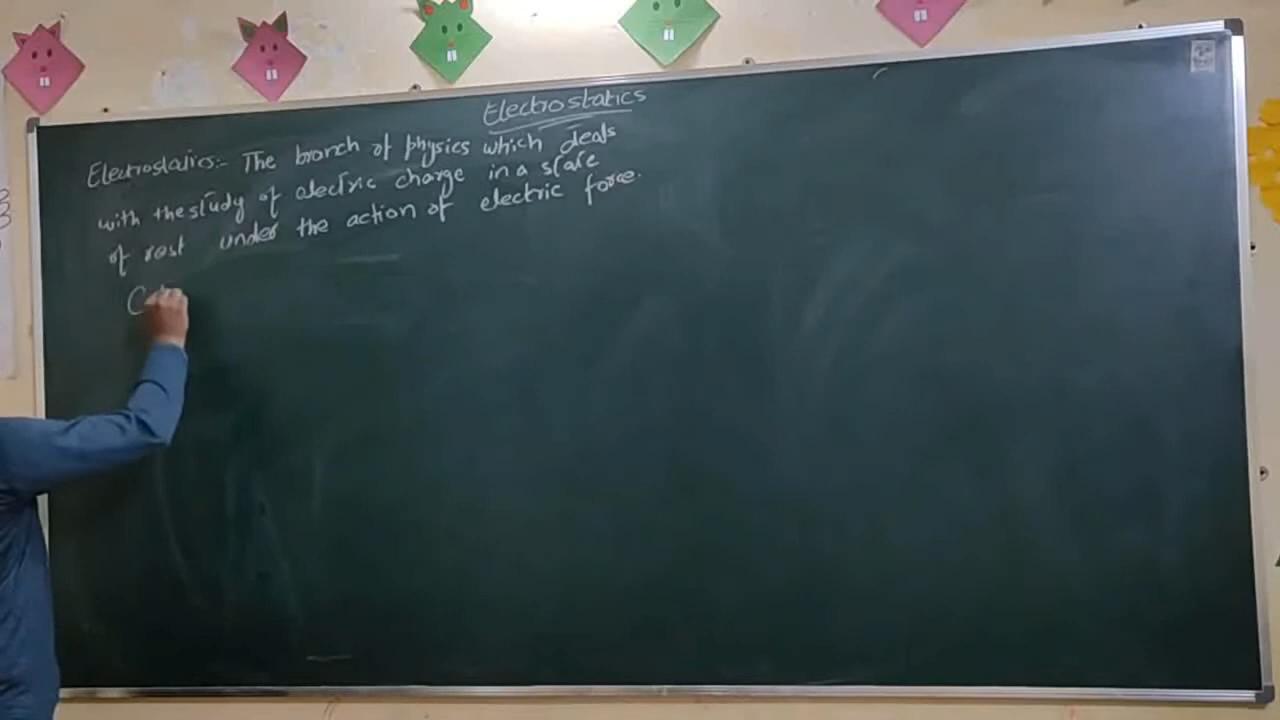 Electrostatics
Electrostatics:- The branch of physics which deals
with the study of electric charge in a state
of rest under the action of electric force.